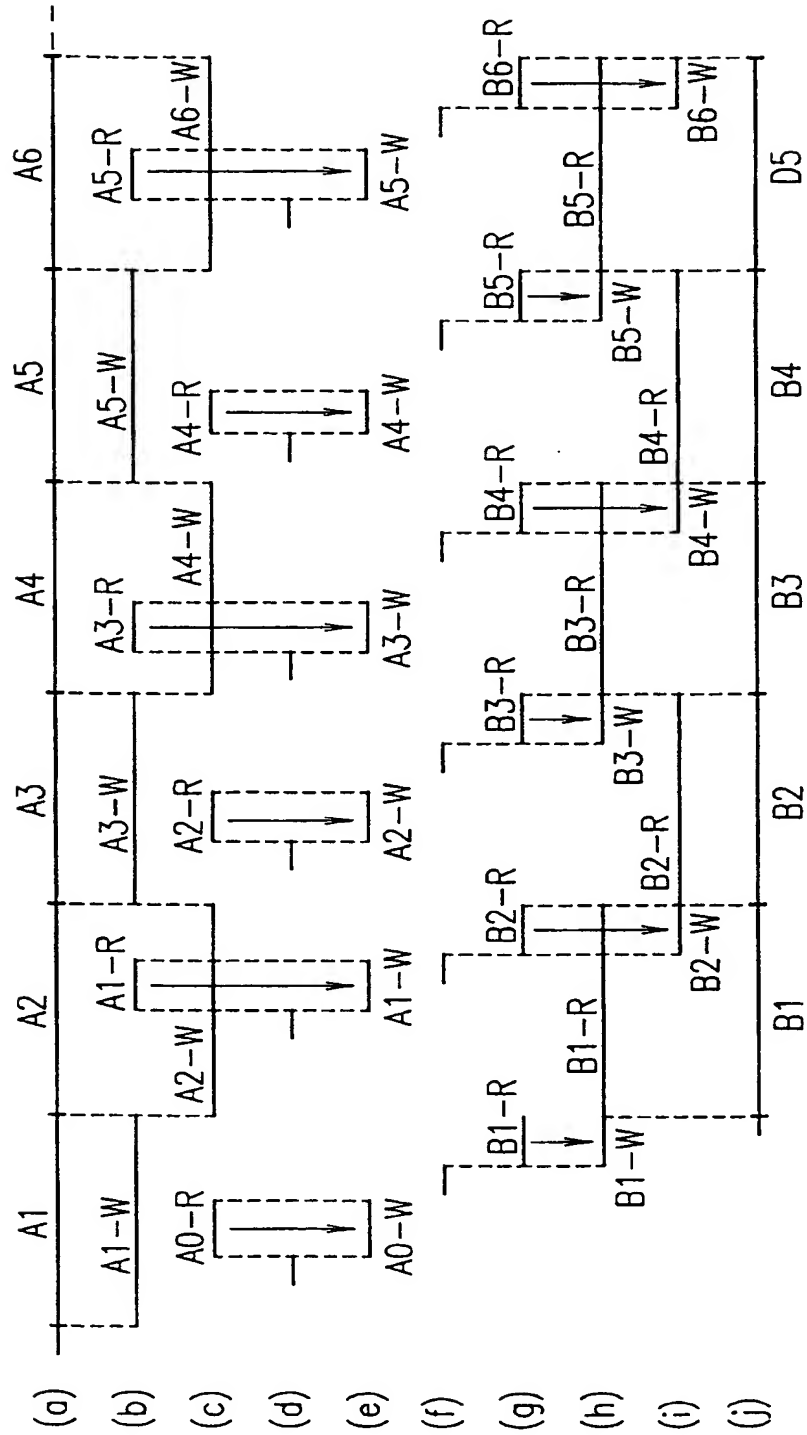 (a) A1 A2 A3 A4 A5 A6
(b) A1-W A1-R A3-W A3-R A5-W A5-R
(c) A0-R A2-W A2-R A4-W A4-R A6-W
(d)
(e) A0-W A1-W A2-W A3-W A4-W A5-W
(f)
(g) B1-R B2-R B3-R B4-R B5-R B6-R
(h) B1-R B3-R B5-R
B1-W B3-W B5-W
(i) B2-R B4-R
B2-W B4-W B6-W
(j) B1 B2 B3 B4 D5